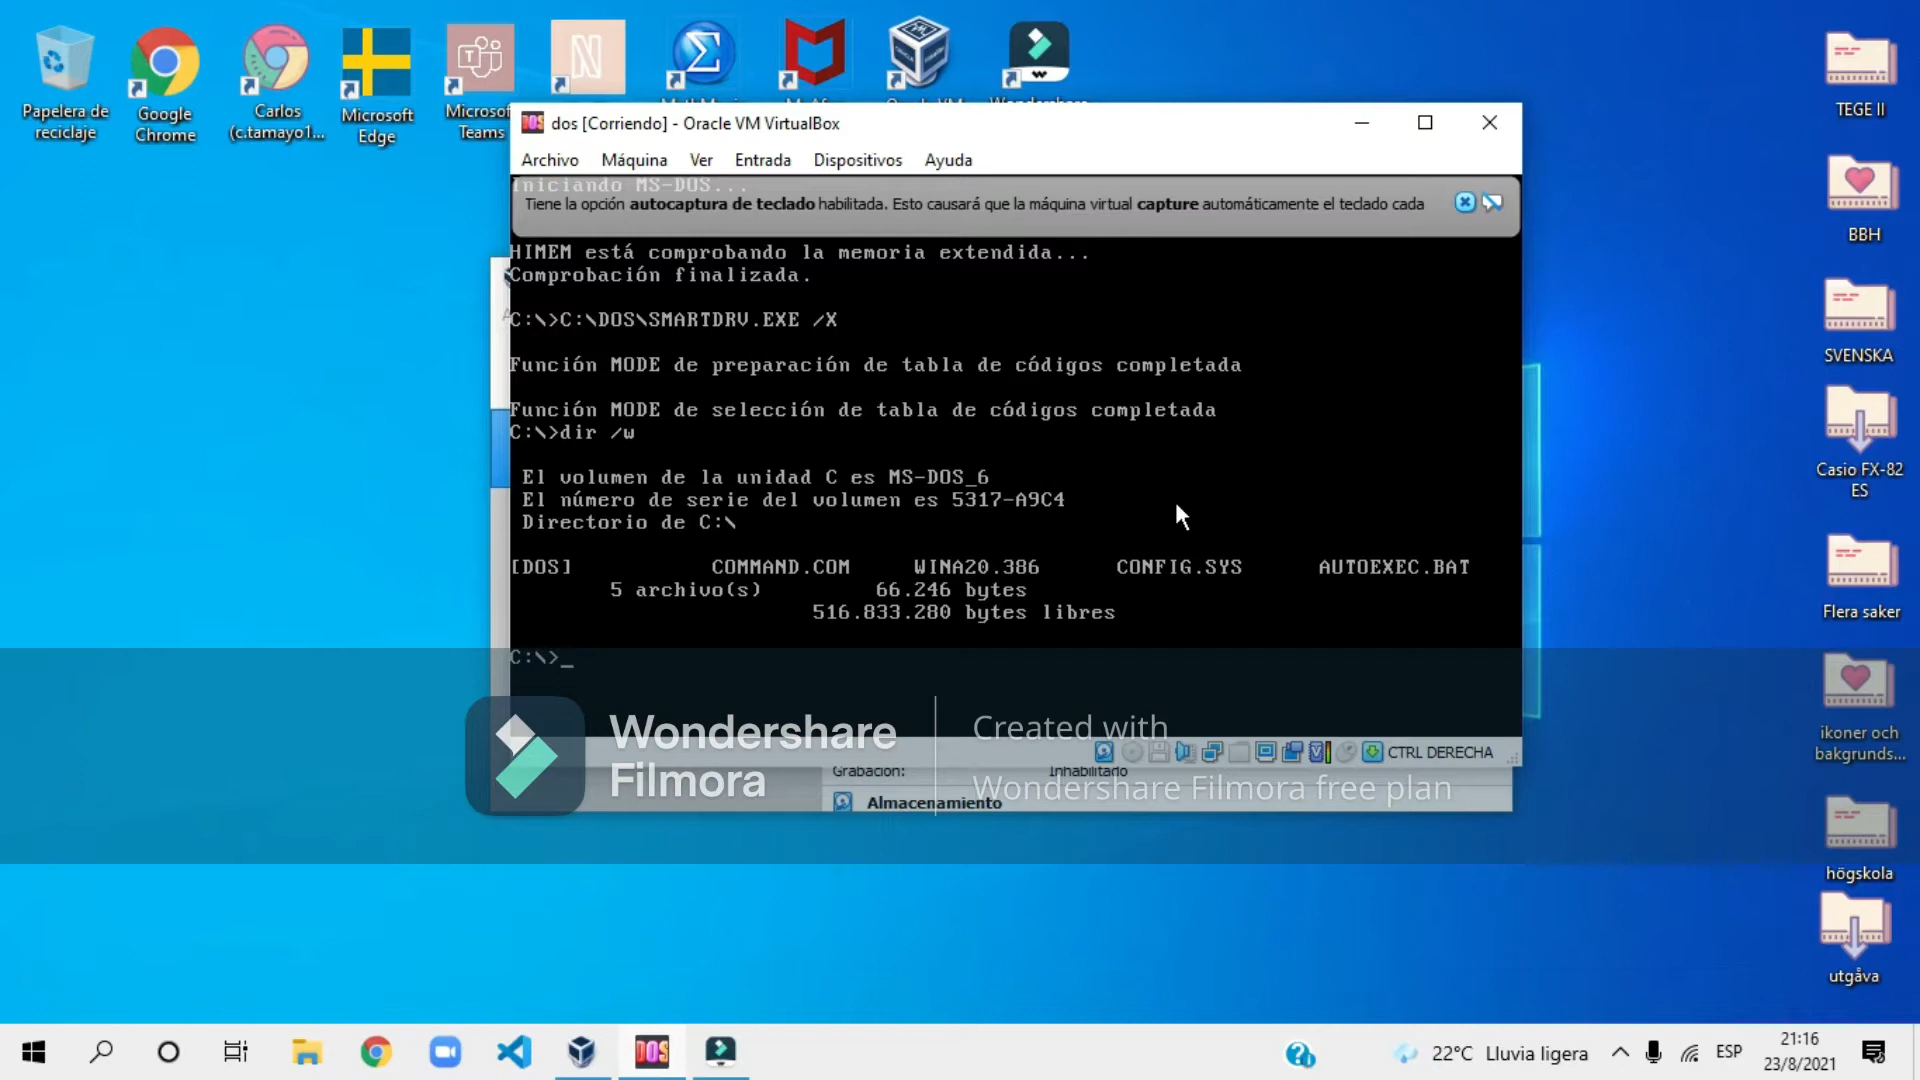 Papelera de
reciclaje
Google
Chrome
Carlos
(c.tamayo1...
Microsoft
Edge
Microsof
Teams
N
TEGE II
BBH
SVENSKA
Casio FX-82
ES
Flera saker
ikoner och
bakgrunds...
högskola
utgåva
dos [Corriendo] - Oracle VM VirtualBox
Archivo Máquina Ver Entrada Dispositivos Ayuda
Iniciando MS-DOS...
Tiene la opción autocaptura de teclado habilitada. Esto causará que la máquina virtual capture automáticamente el teclado cada
HIMEM está comprobando la memoria extendida...
Comprobación finalizada.
C:\>C:\DOS\SMARTDRV.EXE /X
Función MODE de preparación de tabla de códigos completada
Función MODE de selección de tabla de códigos completada
C:\>dir /w
El volumen de la unidad C es MS-DOS_6
El número de serie del volumen es 5317-A9C4
Directorio de C:\
[DOS] COMMAND.COM WINA20.386 CONFIG.SYS AUTOEXEC.BAT
5 archivo(s) 66.246 bytes
516.833.280 bytes libres
C:\>_
Wondershare
Filmora
Created with
Wondershare Filmora free plan
CTRL DERECHA
Grabación: Inhabilitado
Almacenamiento
DOS
22°C Lluvia ligera
ESP
21:16
23/8/2021